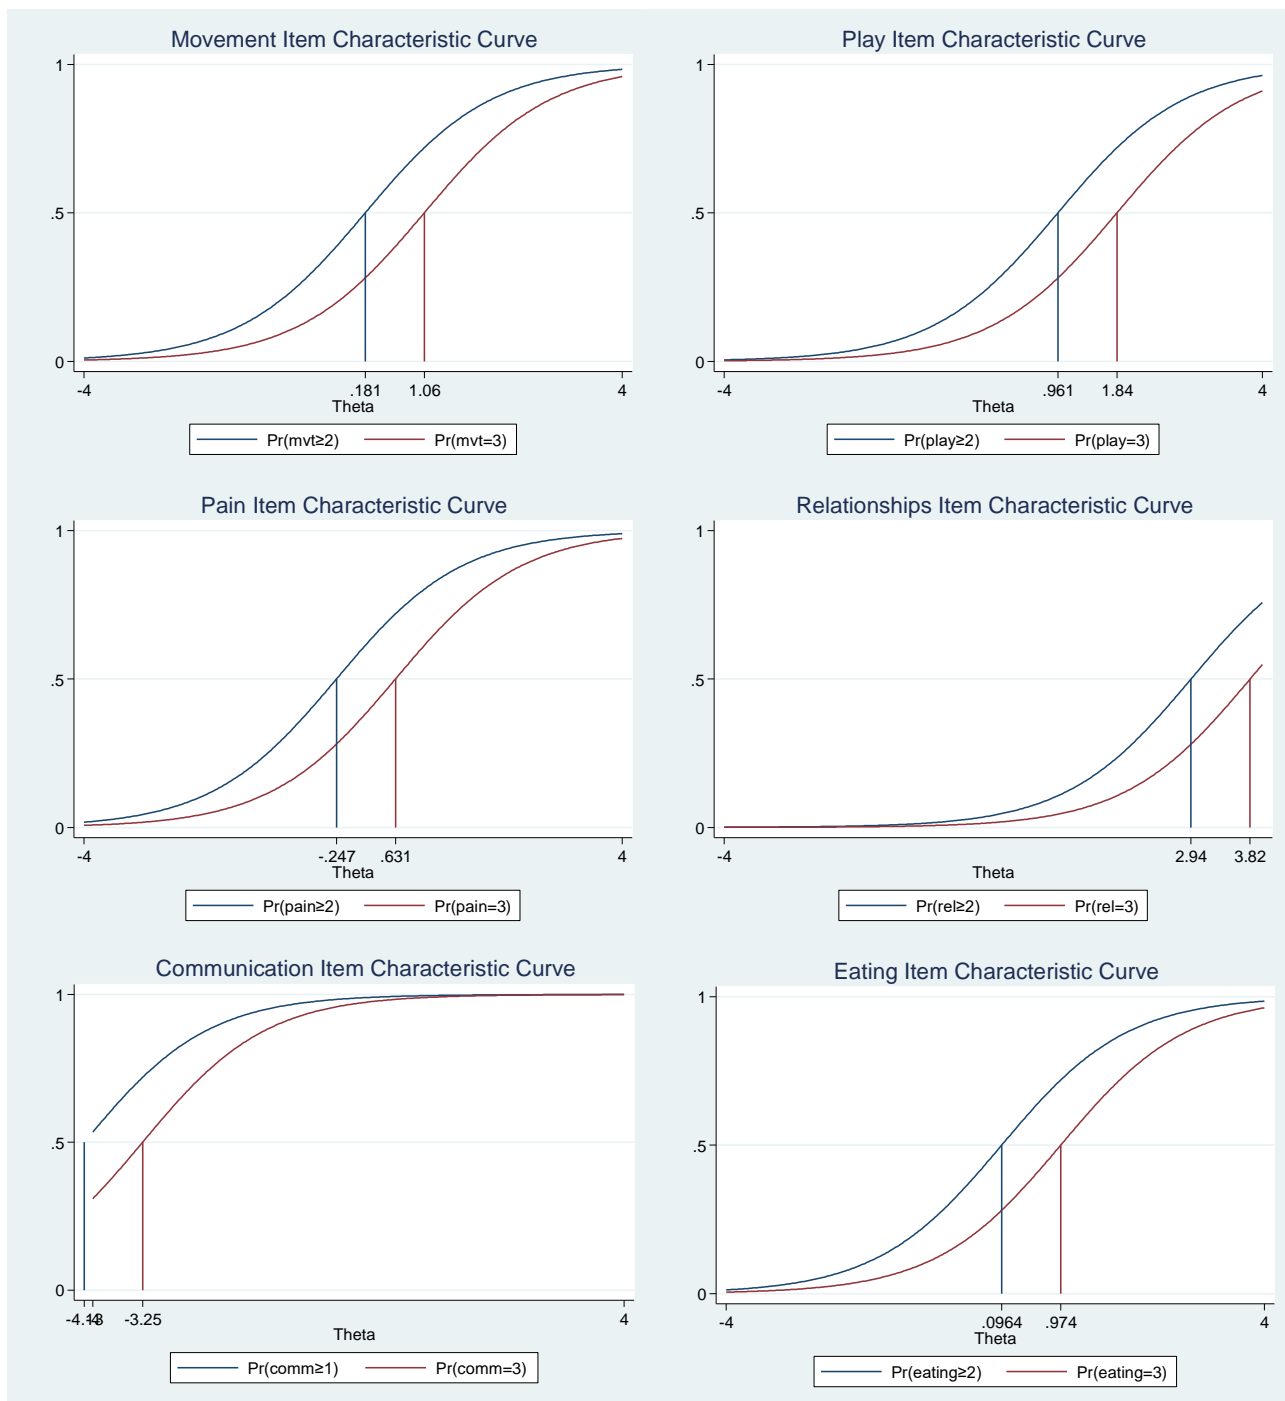 Movement Item Characteristic Curve
1
.5
0
-4 .181 1.06 4
Theta
Pr(mvt≥2) Pr(mvt=3)
Play Item Characteristic Curve
1
.5
0
-4 .961 1.84 4
Theta
Pr(play≥2) Pr(play=3)
Pain Item Characteristic Curve
1
.5
0
-4 -.247 .631 4
Theta
Pr(pain≥2) Pr(pain=3)
Relationships Item Characteristic Curve
1
.5
0
-4 2.94 3.82
Theta
Pr(rel≥2) Pr(rel=3)
Communication Item Characteristic Curve
1
.5
0
-3.25 4
Theta
Pr(comm≥1) Pr(comm=3)
Eating Item Characteristic Curve
1
.5
0
-4 .0964 .974 4
Theta
Pr(eating≥2) Pr(eating=3)